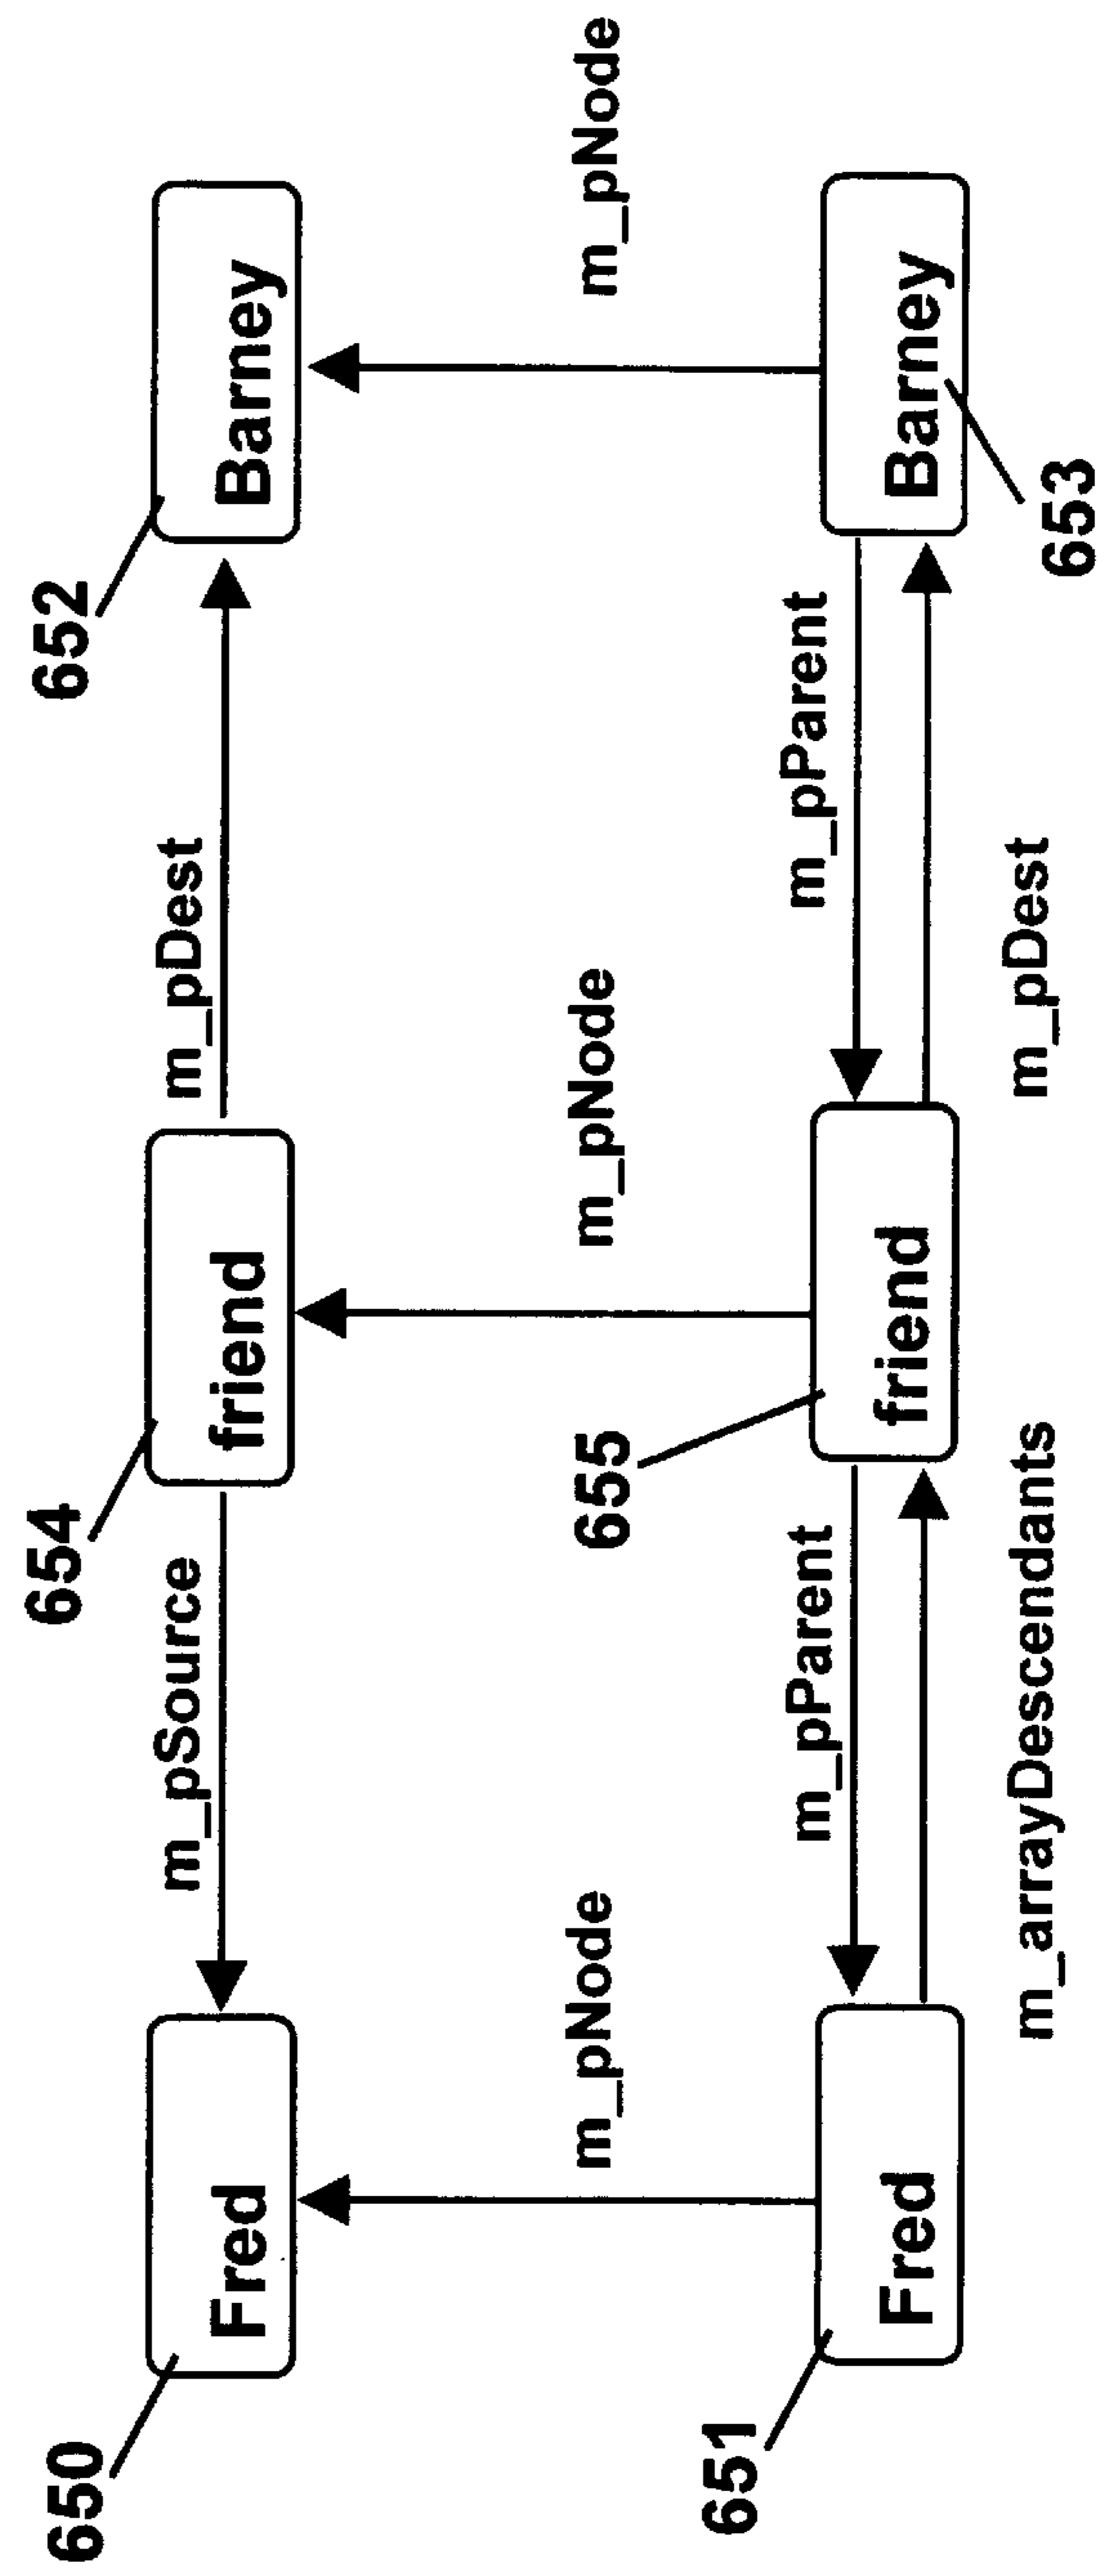 650
654
652
Fred
m_pSource
friend
m_pDest
Barney
m_pNode
m_pNode
m_pNode
651
655
Fred
m_pParent
friend
m_pParent
Barney
m_arrayDescendants
m_pDest
653